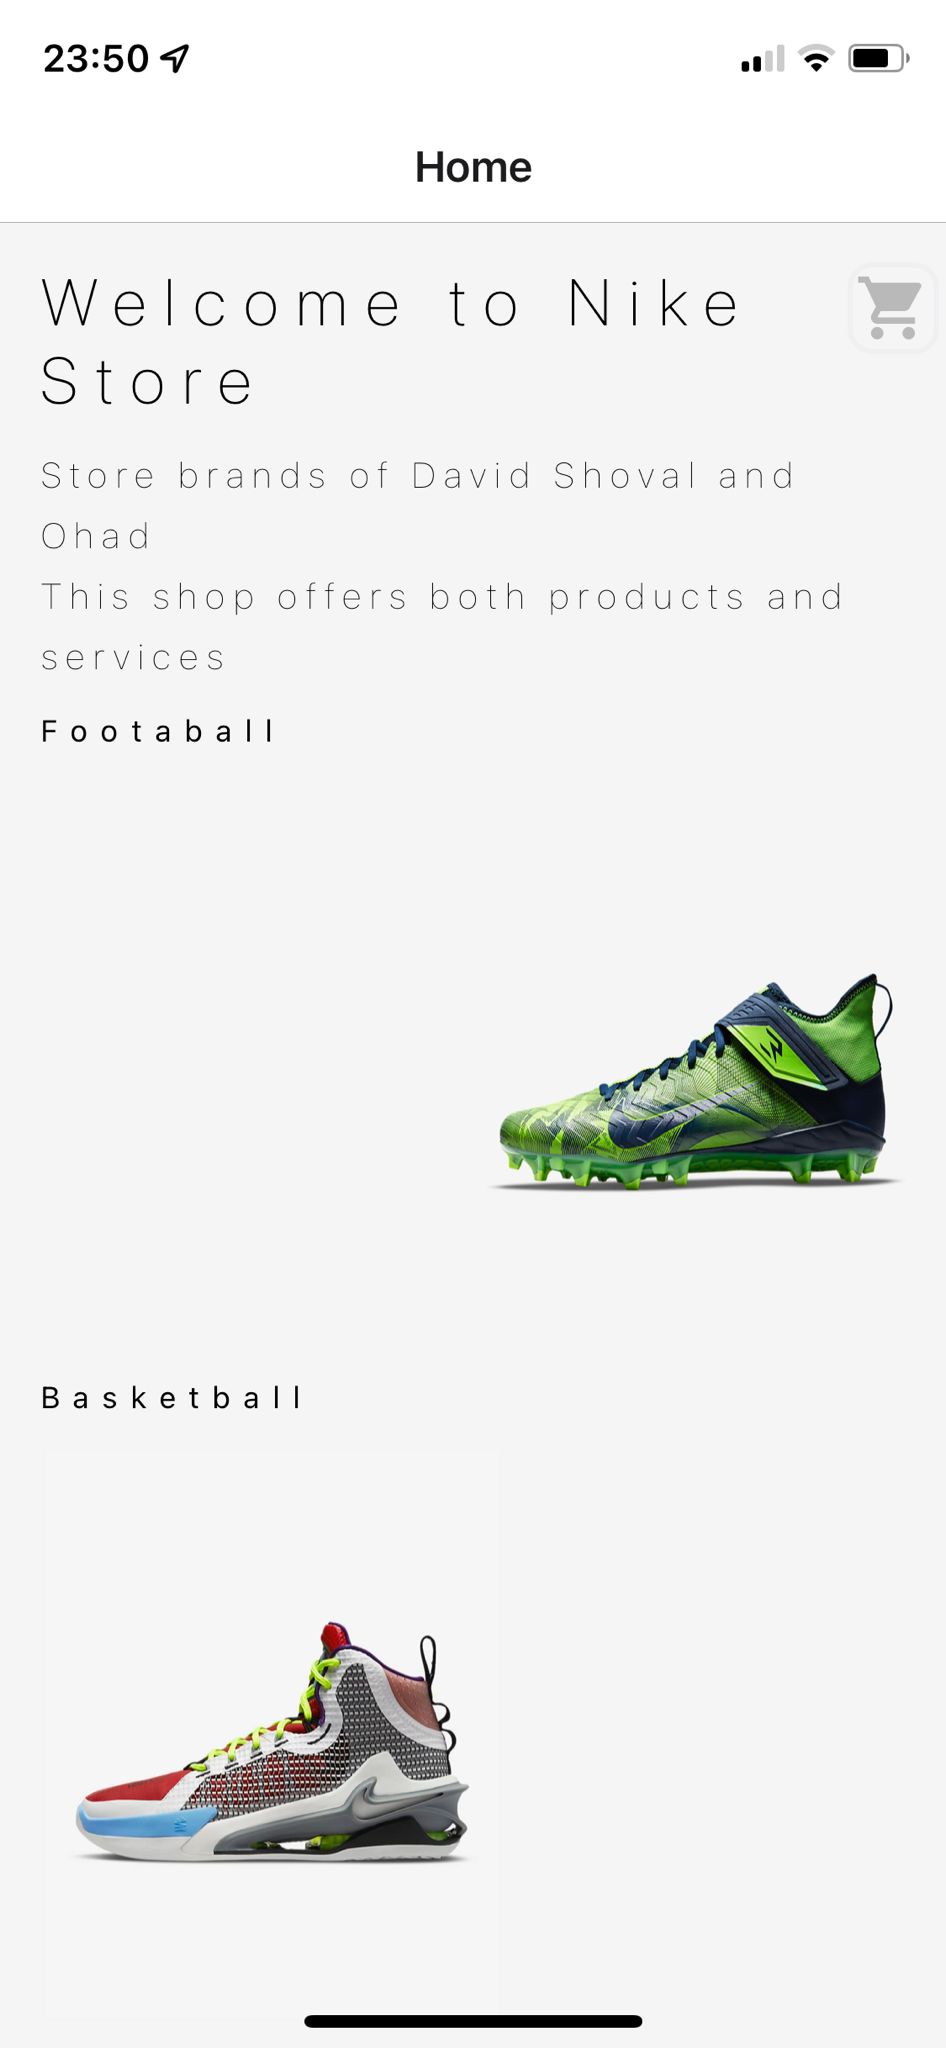 23:50
Home
Welcome to Nike
Store
Store brands of David Shoval and
Ohad
This shop offers both products and
services
Footaball
Basketball